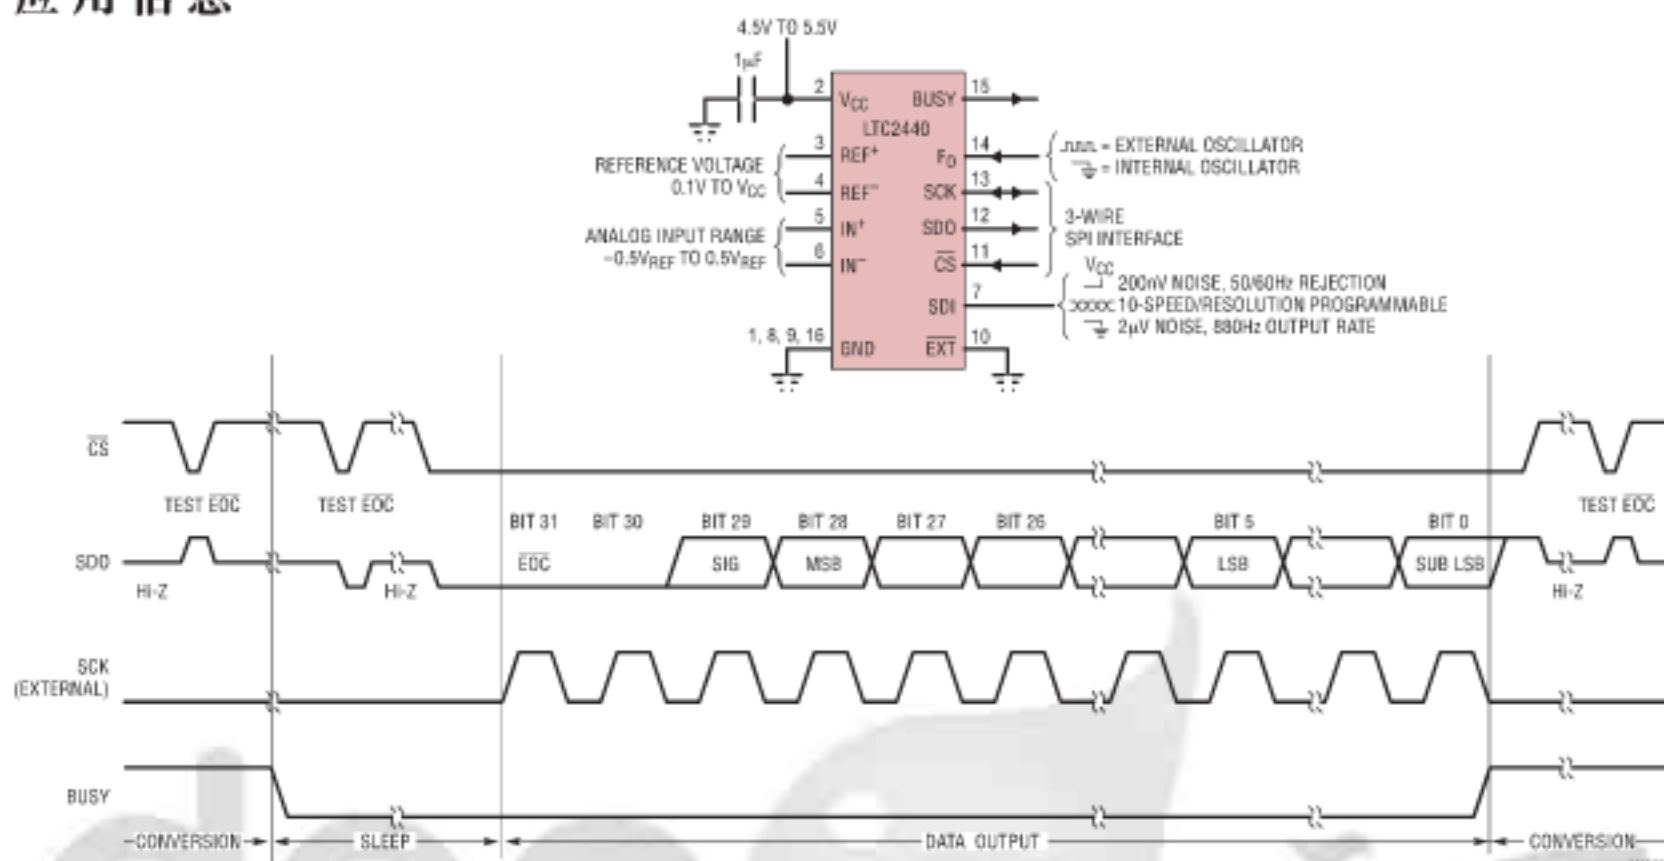 应用信息
4.5V TO 5.5V
1µF
2
VCC
BUSY
15
LTC2440
3
REF+
FO
14
= EXTERNAL OSCILLATOR
= INTERNAL OSCILLATOR
REFERENCE VOLTAGE
0.1V TO VCC
4
REF−
SCK
13
5
IN+
SDO
12
3-WIRE
SPI INTERFACE
ANALOG INPUT RANGE
−0.5VREF TO 0.5VREF
6
IN−
CS
11
VCC
200nV NOISE, 50/60Hz REJECTION
SDI
7
10-SPEED/RESOLUTION PROGRAMMABLE
2µV NOISE, 880Hz OUTPUT RATE
1, 8, 9, 16
GND
EXT
10
CS
TEST EOC
TEST EOC
TEST EOC
BIT 31
BIT 30
BIT 29
BIT 28
BIT 27
BIT 26
BIT 5
BIT 0
SDO
EOC
SIG
MSB
LSB
SUB LSB
Hi-Z
Hi-Z
Hi-Z
SCK
(EXTERNAL)
BUSY
CONVERSION
SLEEP
DATA OUTPUT
CONVERSION